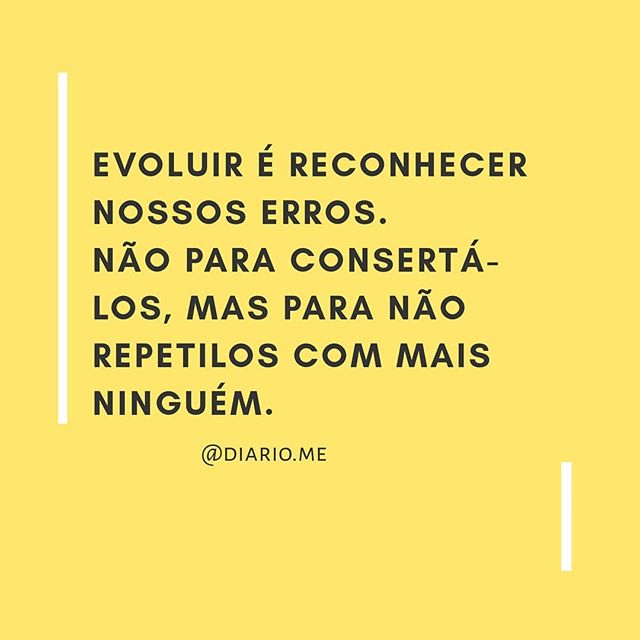 EVOLUIR É RECONHECER
NOSSOS ERROS.
NÃO PARA CONSERTÁ-
LOS, MAS PARA NÃO
REPETILOS COM MAIS
NINGUÉM.
@DIARIO.ME